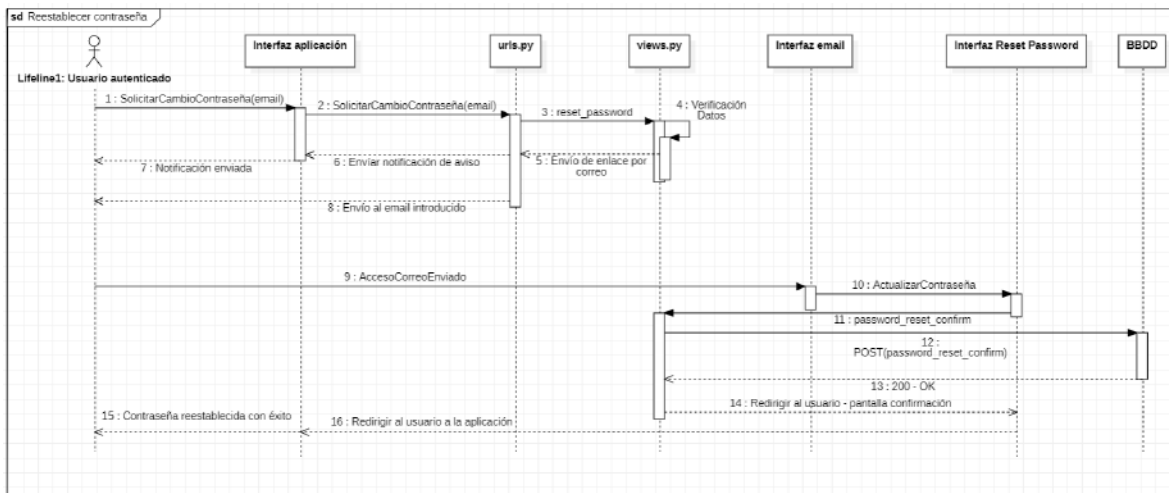 sd Reestablecer contraseña
Interfaz aplicación
urls.py
views.py
Interfaz email
Interfaz Reset Password
BBDD
Lifeline1: Usuario autenticado
1 : SolicitarCambioContraseña(email)
2 : SolicitarCambioContraseña(email)
3 : reset_password
4 : Verificación
Datos
5 : Envío de enlace por
correo
6 : Envíar notificación de aviso
7 : Notificación enviada
8 : Envío al email introducido
9 : AccesoCorreoEnviado
10 : ActualizarContraseña
11 : password_reset_confirm
12 :
POST(password_reset_confirm)
13 : 200 - OK
14 : Redirigir al usuario - pantalla confirmación
15 : Contraseña reestablecida con éxito
16 : Redirigir al usuario a la aplicación